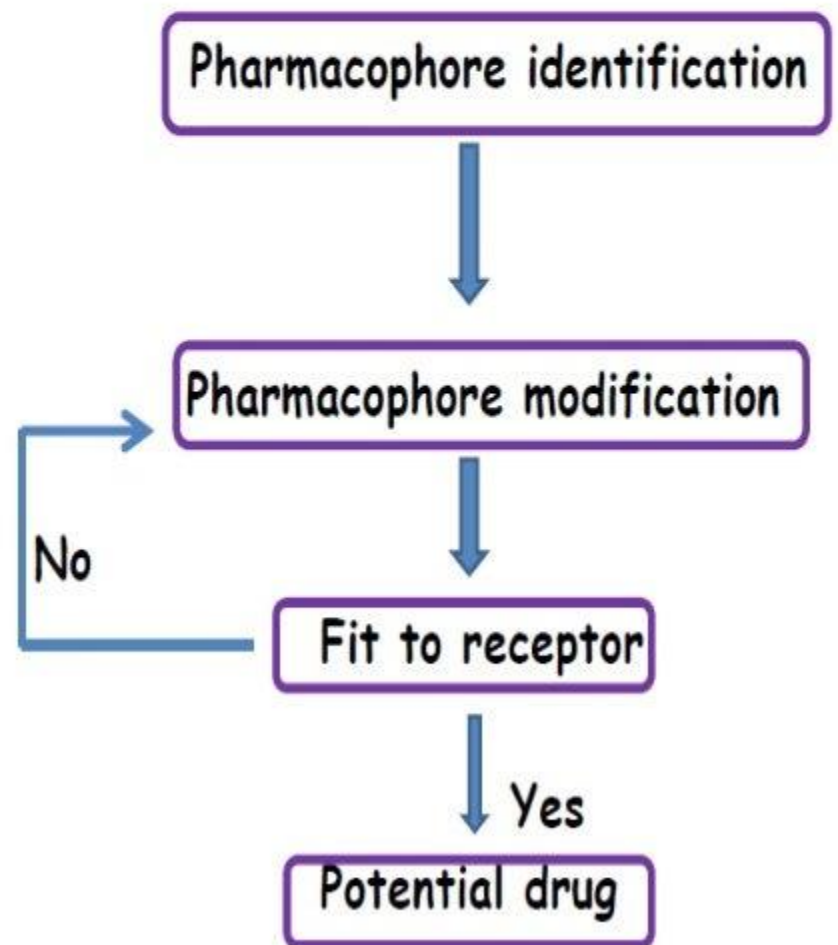 Pharmacophore identification
Pharmacophore modification
No
Fit to receptor
Yes
Potential drug